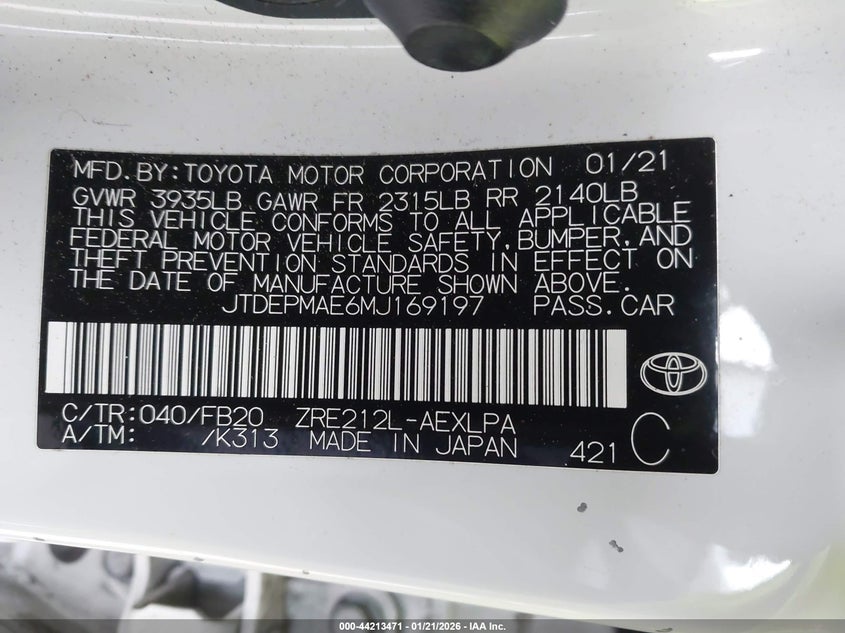 MFD.BY:TOYOTA MOTOR CORPORATION 01/21
GVWR 3935LB GAWR FR 2315LB RR 2140LB
THIS VEHICLE CONFORMS TO ALL APPLICABLE
FEDERAL MOTOR VEHICLE SAFETY,BUMPER,AND
THEFT PREVENTION STANDARDS IN EFFECT ON
THE DATE OF MANUFACTURE SHOWN ABOVE.
JTDEPMAE6MJ169197 PASS.CAR
C/TR:040/FB20 ZRE212L-AEXLPA
A/TM: /K313 MADE IN JAPAN 421 C
000-44213471 - 01/21/2026 - IAA Inc.